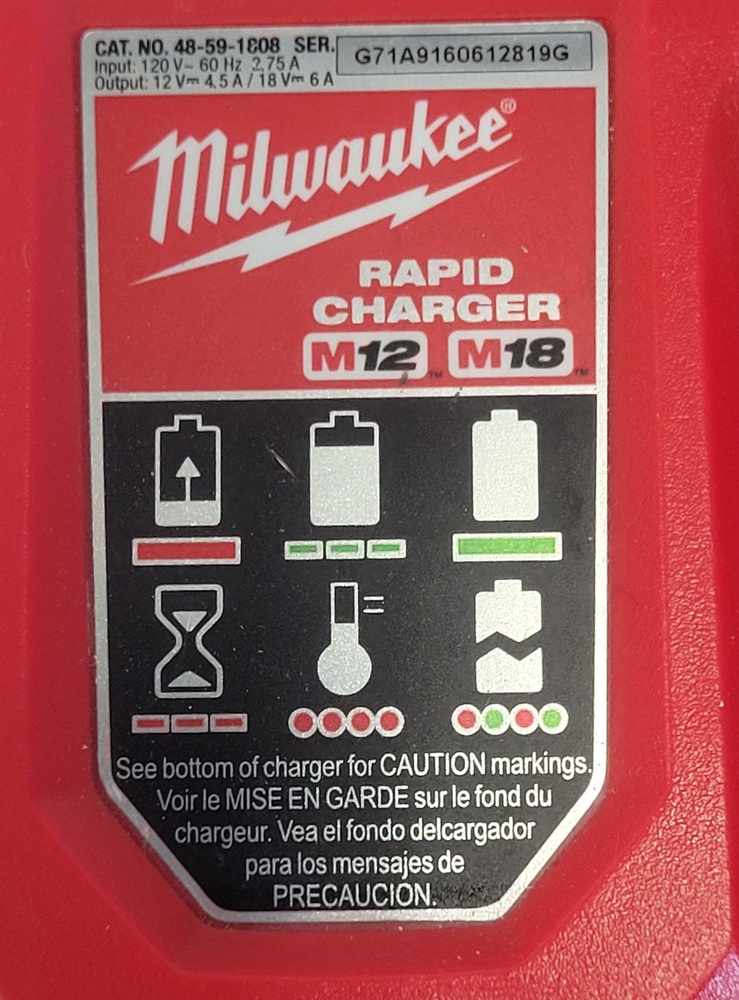 CAT. NO. 48-59-1808 SER. G71A9160612819G
Input: 120 V~ 60 Hz 2,75 A
Output: 12 V⎓ 4,5 A / 18 V⎓ 6 A
Milwaukee®
RAPID
CHARGER
M12™ M18™
See bottom of charger for CAUTION markings.
Voir le MISE EN GARDE sur le fond du
chargeur. Vea el fondo delcargador
para los mensajes de
PRECAUCION.